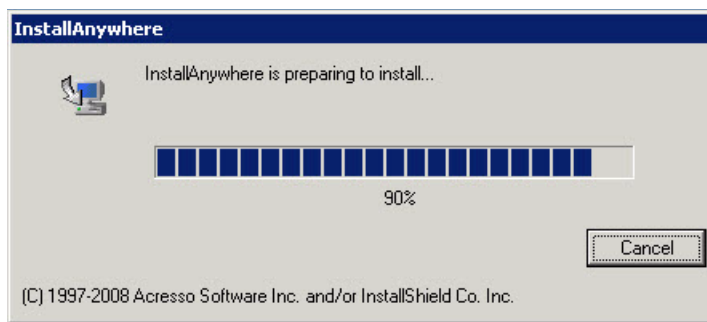 InstallAnywhere
InstallAnywhere is preparing to install...
90%
Cancel
(C) 1997-2008 Acresso Software Inc. and/or InstallShield Co. Inc.